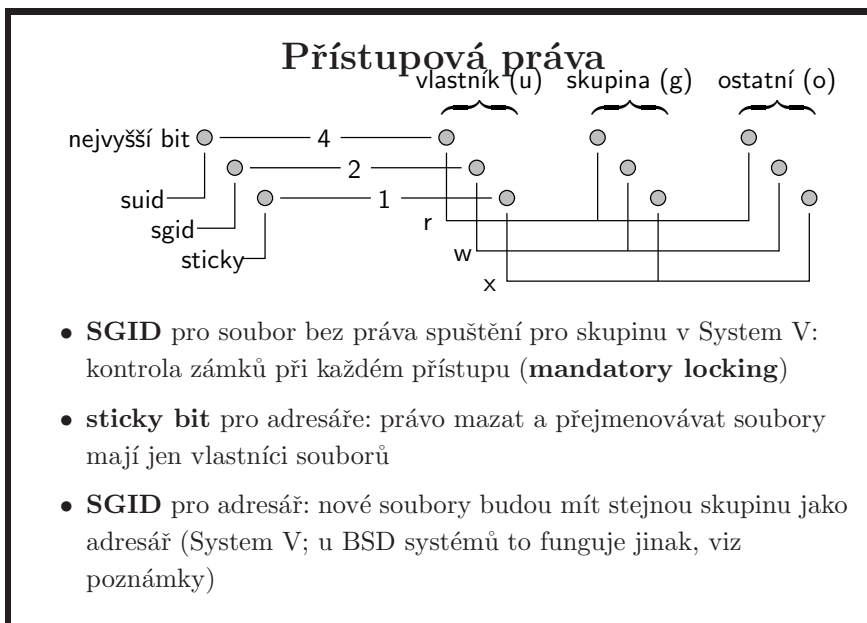 Přístupová práva
vlastník (u) skupina (g) ostatní (o)
nejvyšší bit 4
2
suid 1
sgid r
sticky w
x
• SGID pro soubor bez práva spuštění pro skupinu v System V:
kontrola zámků při každém přístupu (mandatory locking)
• sticky bit pro adresáře: právo mazat a přejmenovávat soubory
mají jen vlastníci souborů
• SGID pro adresář: nové soubory budou mít stejnou skupinu jako
adresář (System V; u BSD systémů to funguje jinak, viz
poznámky)